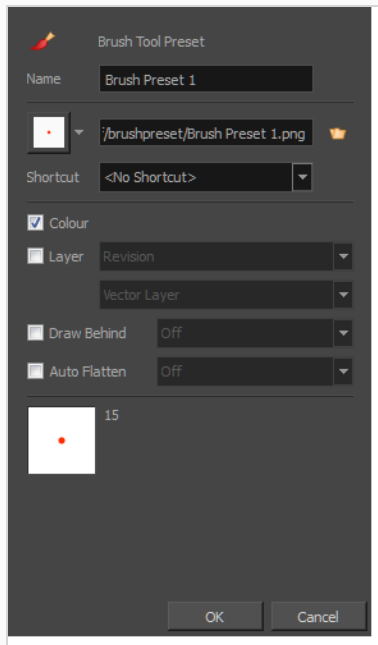 Brush Tool Preset
Name Brush Preset 1
/brushpreset/Brush Preset 1.png
Shortcut <No Shortcut>
Colour
Layer Revision
Vector Layer
Draw Behind Off
Auto Flatten Off
15
OK Cancel